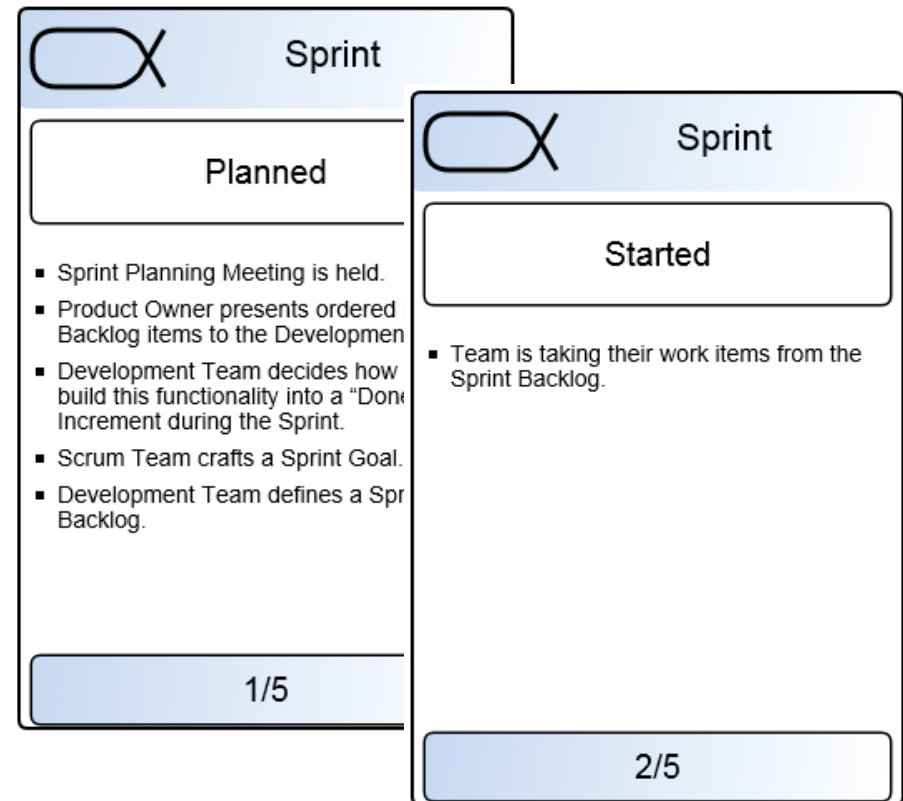 Sprint
Planned
▪ Sprint Planning Meeting is held.
▪ Product Owner presents ordered
Backlog items to the Developmen
▪ Development Team decides how
build this functionality into a “Done
Increment during the Sprint.
▪ Scrum Team crafts a Sprint Goal.
▪ Development Team defines a Spr
Backlog.
1/5
Sprint
Started
▪ Team is taking their work items from the
Sprint Backlog.
2/5